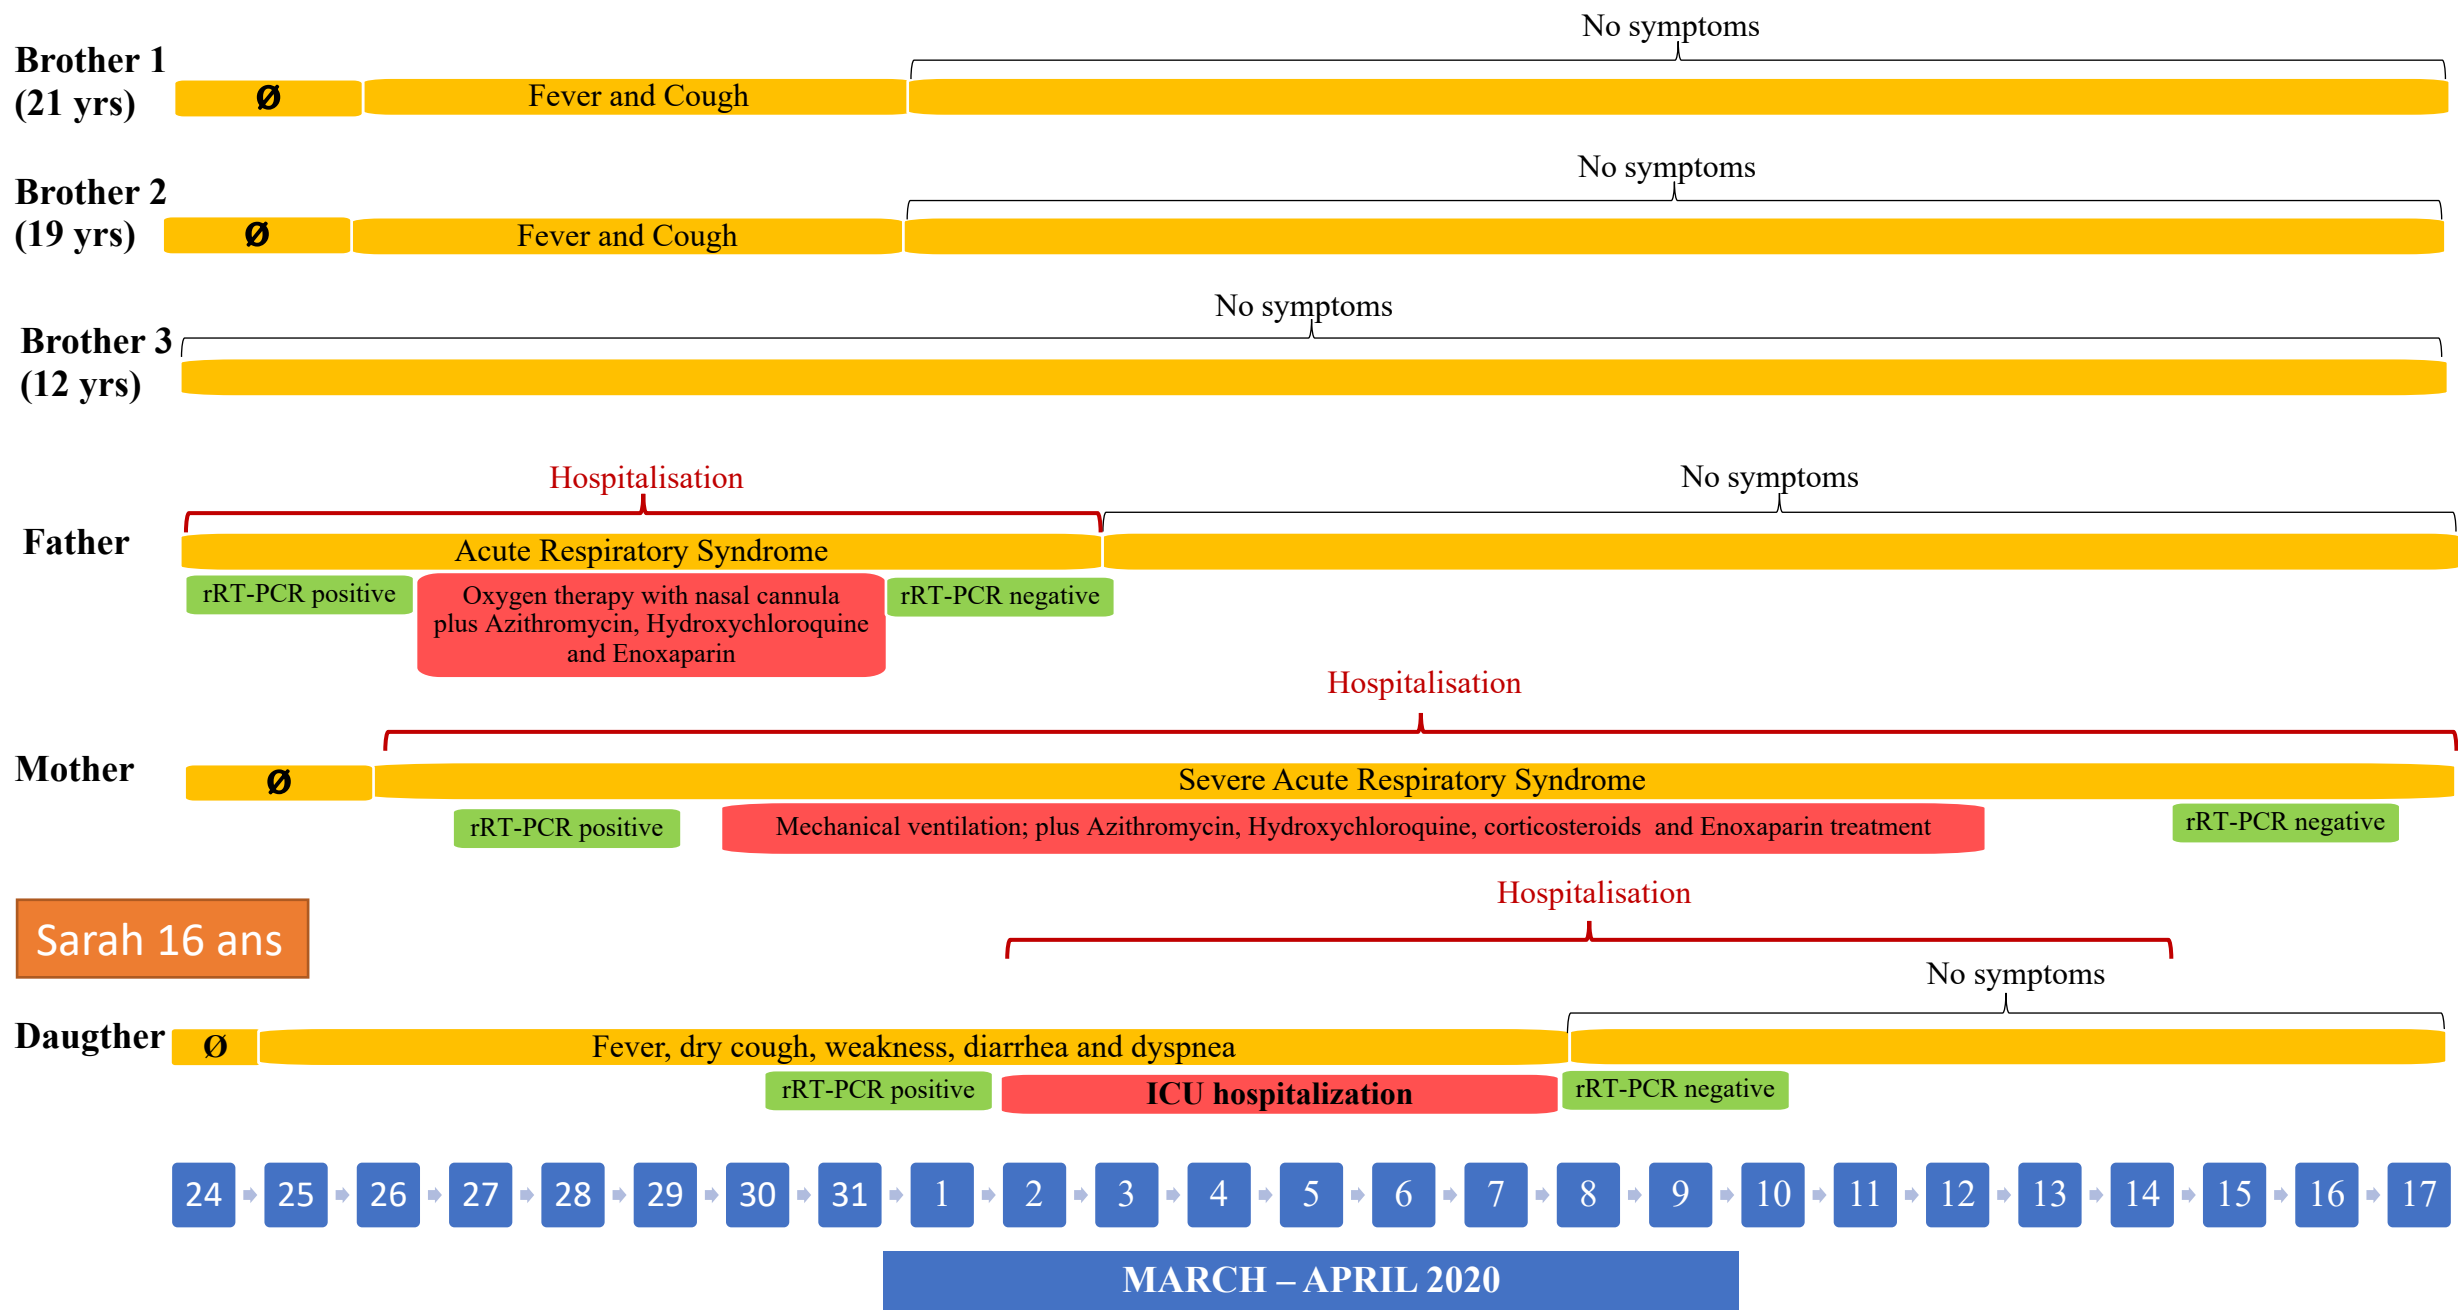 No symptoms
Brother 1
(21 yrs)
Ø
Fever and Cough
No symptoms
Brother 2
(19 yrs)
Ø
Fever and Cough
No symptoms
Brother 3
(12 yrs)
Hospitalisation
No symptoms
Father
Acute Respiratory Syndrome
rRT-PCR positive
Oxygen therapy with nasal cannula
plus Azithromycin, Hydroxychloroquine
and Enoxaparin
rRT-PCR negative
Hospitalisation
Mother
Ø
Severe Acute Respiratory Syndrome
rRT-PCR positive
Mechanical ventilation; plus Azithromycin, Hydroxychloroquine, corticosteroids and Enoxaparin treatment
rRT-PCR negative
Hospitalisation
Sarah 16 ans
No symptoms
Daugther
Ø
Fever, dry cough, weakness, diarrhea and dyspnea
rRT-PCR positive
ICU hospitalization
rRT-PCR negative
24 25 26 27 28 29 30 31 1 2 3 4 5 6 7 8 9 10 11 12 13 14 15 16 17
MARCH – APRIL 2020